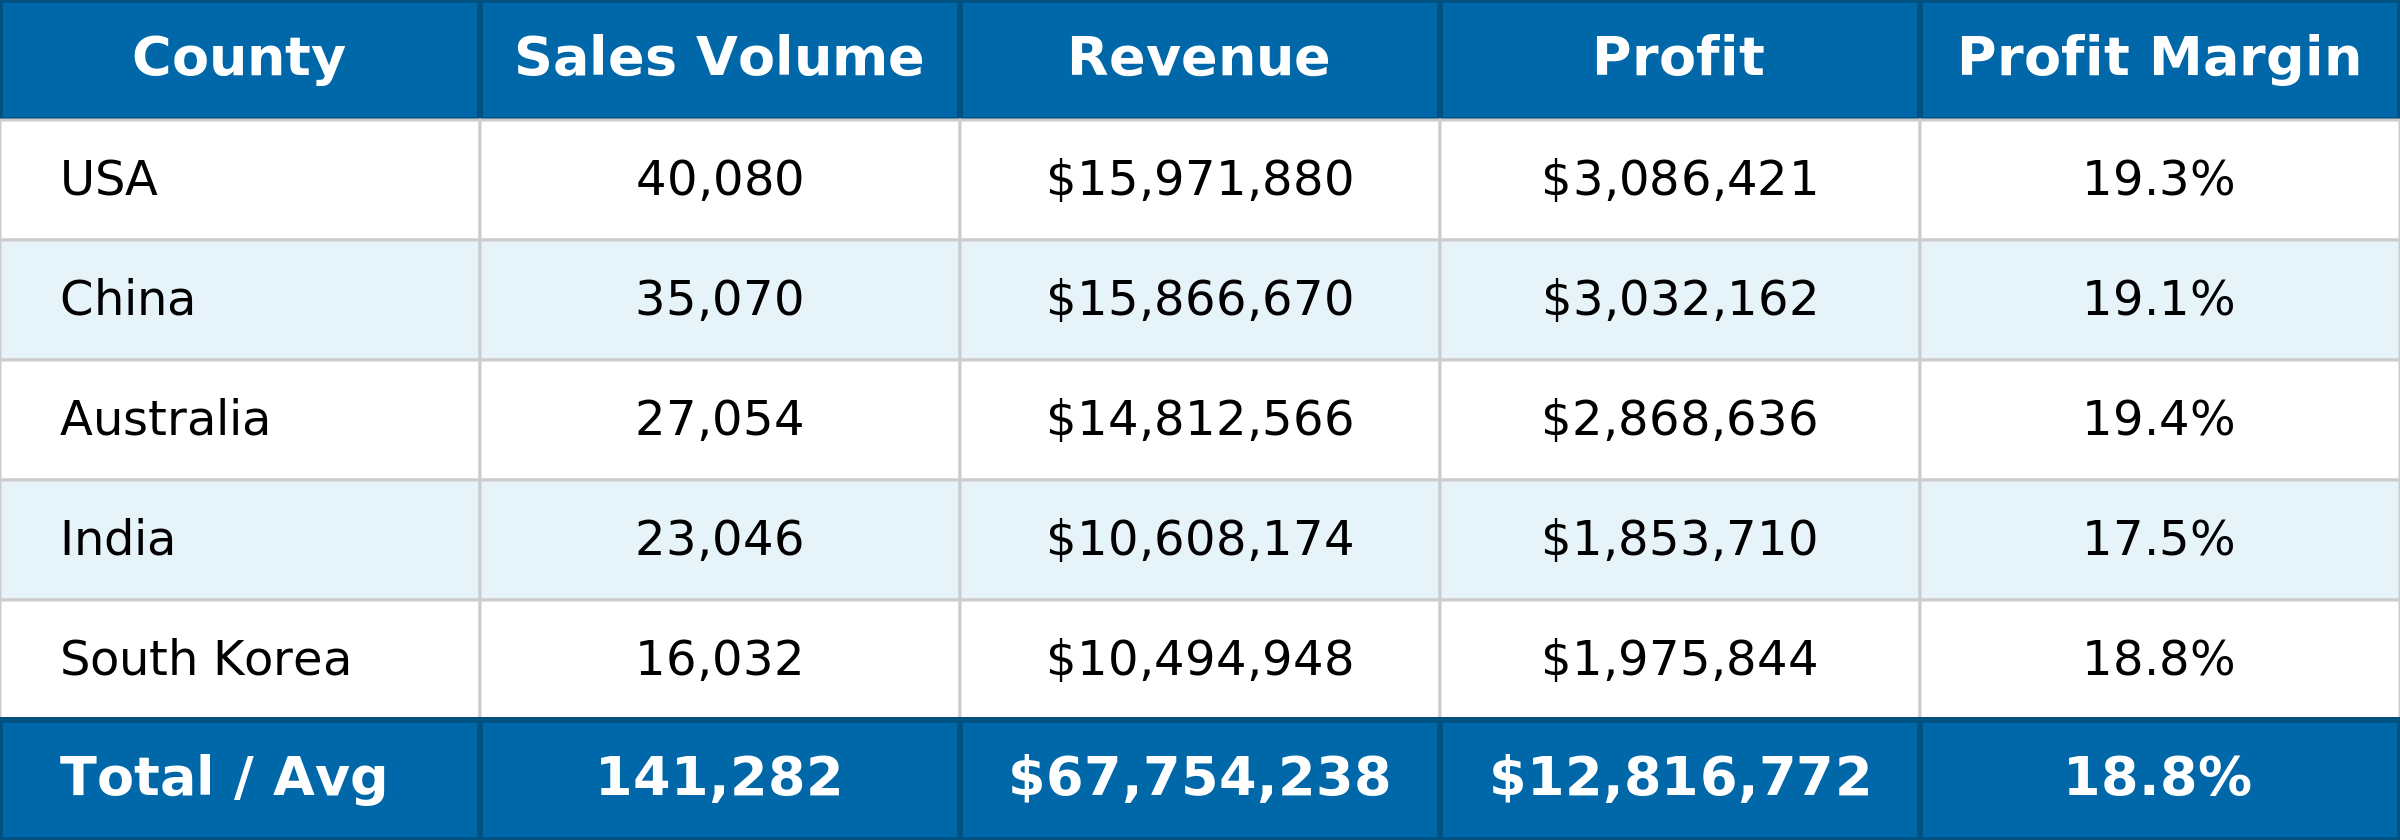 County Sales Volume Revenue Profit Profit Margin
USA 40,080 $15,971,880 $3,086,421 19.3%
China 35,070 $15,866,670 $3,032,162 19.1%
Australia 27,054 $14,812,566 $2,868,636 19.4%
India 23,046 $10,608,174 $1,853,710 17.5%
South Korea 16,032 $10,494,948 $1,975,844 18.8%
Total / Avg 141,282 $67,754,238 $12,816,772 18.8%